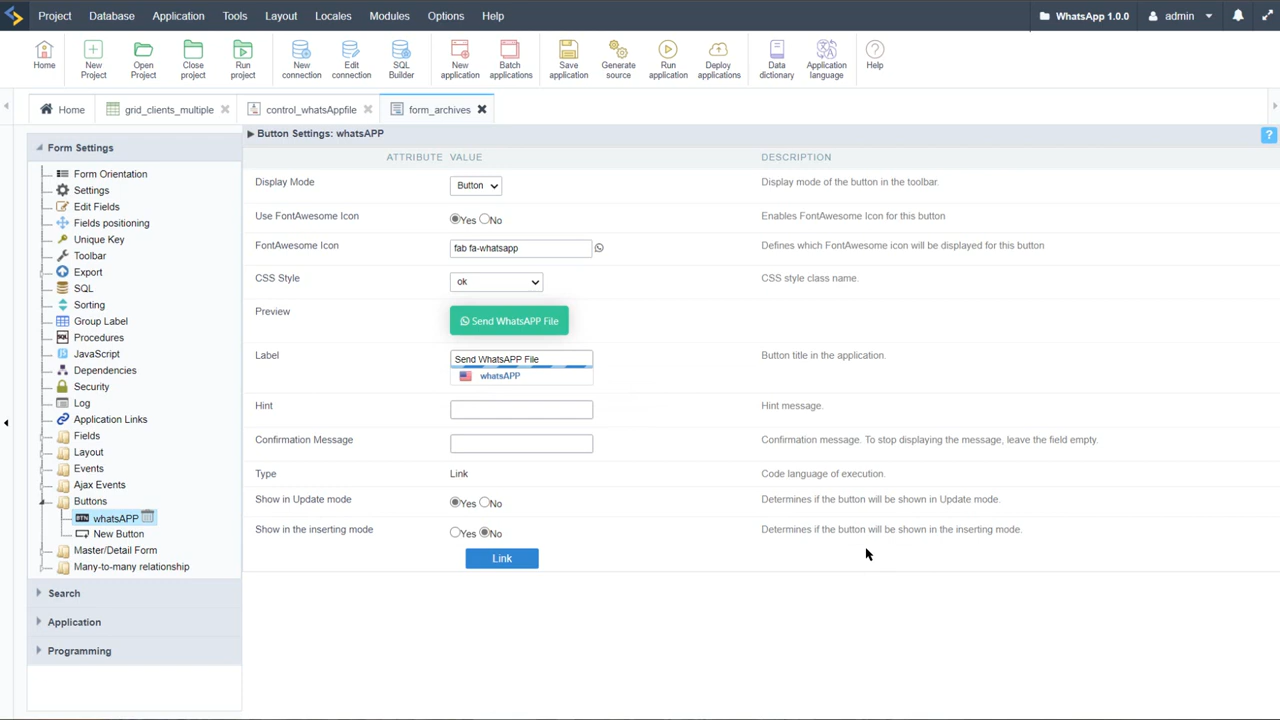 Project Database Application Tools Layout Locales Modules Options Help WhatsApp 1.0.0 admin
Home New Project Open Project Close project Run project New connection Edit connection SQL Builder New application Batch applications Save application Generate source Run application Deploy applications Data dictionary Application language Help
Home grid_clients_multiple control_whatsAppfile form_archives
Form Settings
Form Orientation
Settings
Edit Fields
Fields positioning
Unique Key
Toolbar
Export
SQL
Sorting
Group Label
Procedures
JavaScript
Dependencies
Security
Log
Application Links
Fields
Layout
Events
Ajax Events
Buttons
whatsAPP
New Button
Master/Detail Form
Many-to-many relationship
Search
Application
Programming
Button Settings: whatsAPP
?
ATTRIBUTE VALUE DESCRIPTION
Display Mode Button Display mode of the button in the toolbar.
Use FontAwesome Icon Yes No Enables FontAwesome Icon for this button
FontAwesome Icon fab fa-whatsapp Defines which FontAwesome icon will be displayed for this button
CSS Style ok CSS style class name.
Preview Send WhatsAPP File
Label Send WhatsAPP File Button title in the application.
whatsAPP
Hint Hint message.
Confirmation Message Confirmation message. To stop displaying the message, leave the field empty.
Type Link Code language of execution.
Show in Update mode Yes No Determines if the button will be shown in Update mode.
Show in the inserting mode Yes No Determines if the button will be shown in the inserting mode.
Link